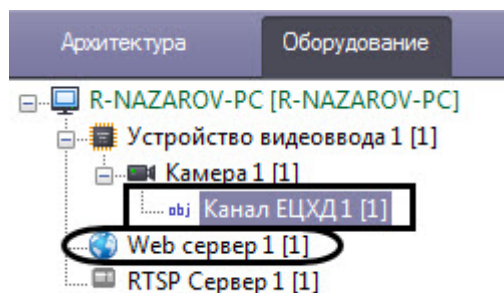 Архитектура Оборудование
R-NAZAROV-PC [R-NAZAROV-PC]
Устройство видеоввода 1 [1]
Камера 1 [1]
obj Канал ЕЦХД 1 [1]
Web сервер 1 [1]
RTSP Сервер 1 [1]